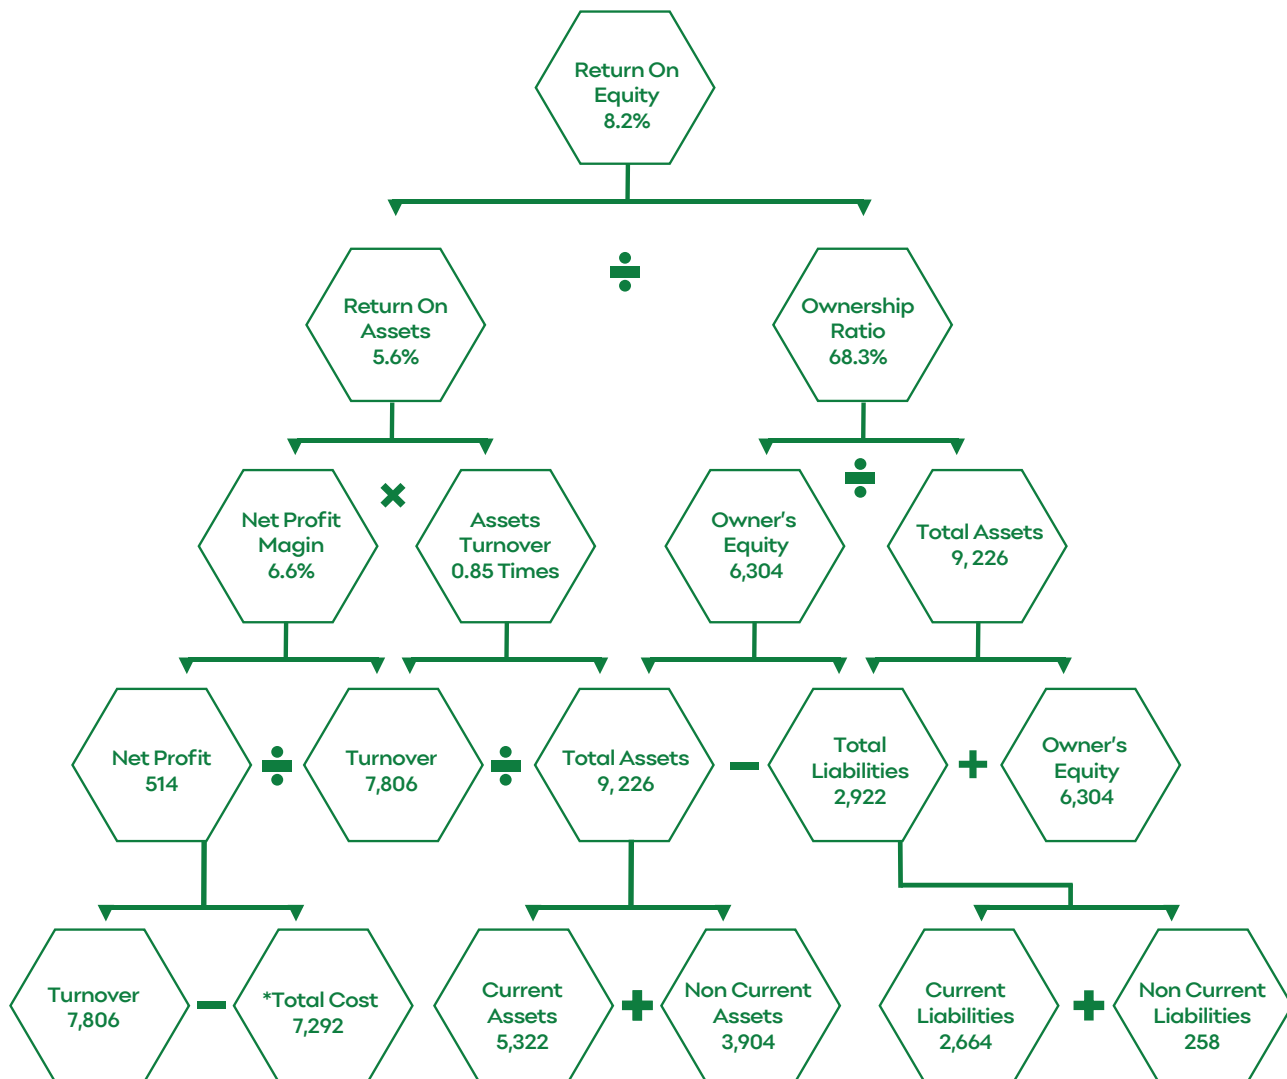 Return On
Equity
8.2%
÷
Return On
Assets
5.6%
Ownership
Ratio
68.3%
×
÷
Net Profit
Magin
6.6%
Assets
Turnover
0.85 Times
Owner's
Equity
6,304
Total Assets
9, 226
Net Profit
514
÷
Turnover
7,806
÷
Total Assets
9, 226
−
Total
Liabilities
2,922
+
Owner's
Equity
6,304
Turnover
7,806
−
*Total Cost
7,292
Current
Assets
5,322
+
Non Current
Assets
3,904
Current
Liabilities
2,664
+
Non Current
Liabilities
258